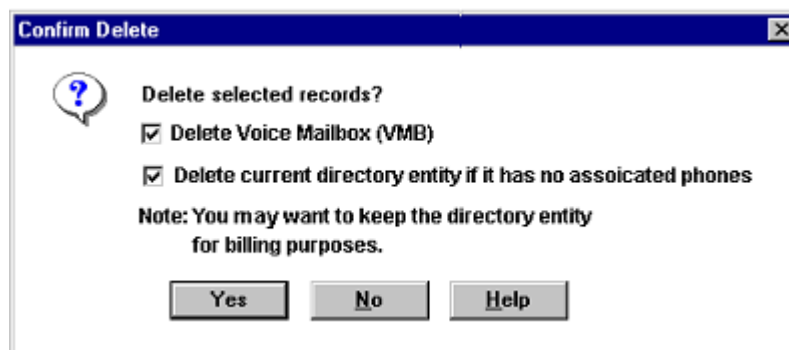 Confirm Delete
Delete selected records?
Delete Voice Mailbox (VMB)
Delete current directory entity if it has no assoicated phones
Note: You may want to keep the directory entity
for billing purposes.
Yes No Help